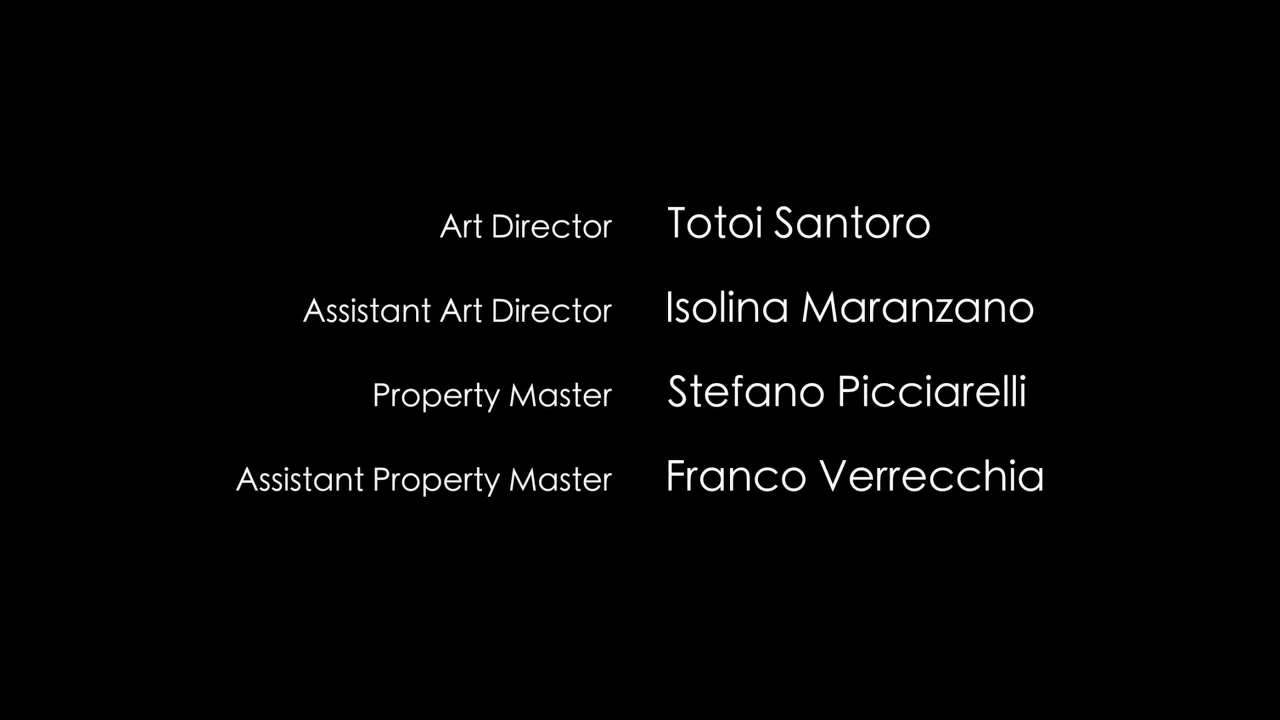 Art Director Totoi Santoro
Assistant Art Director Isolina Maranzano
Property Master Stefano Picciarelli
Assistant Property Master Franco Verrecchia